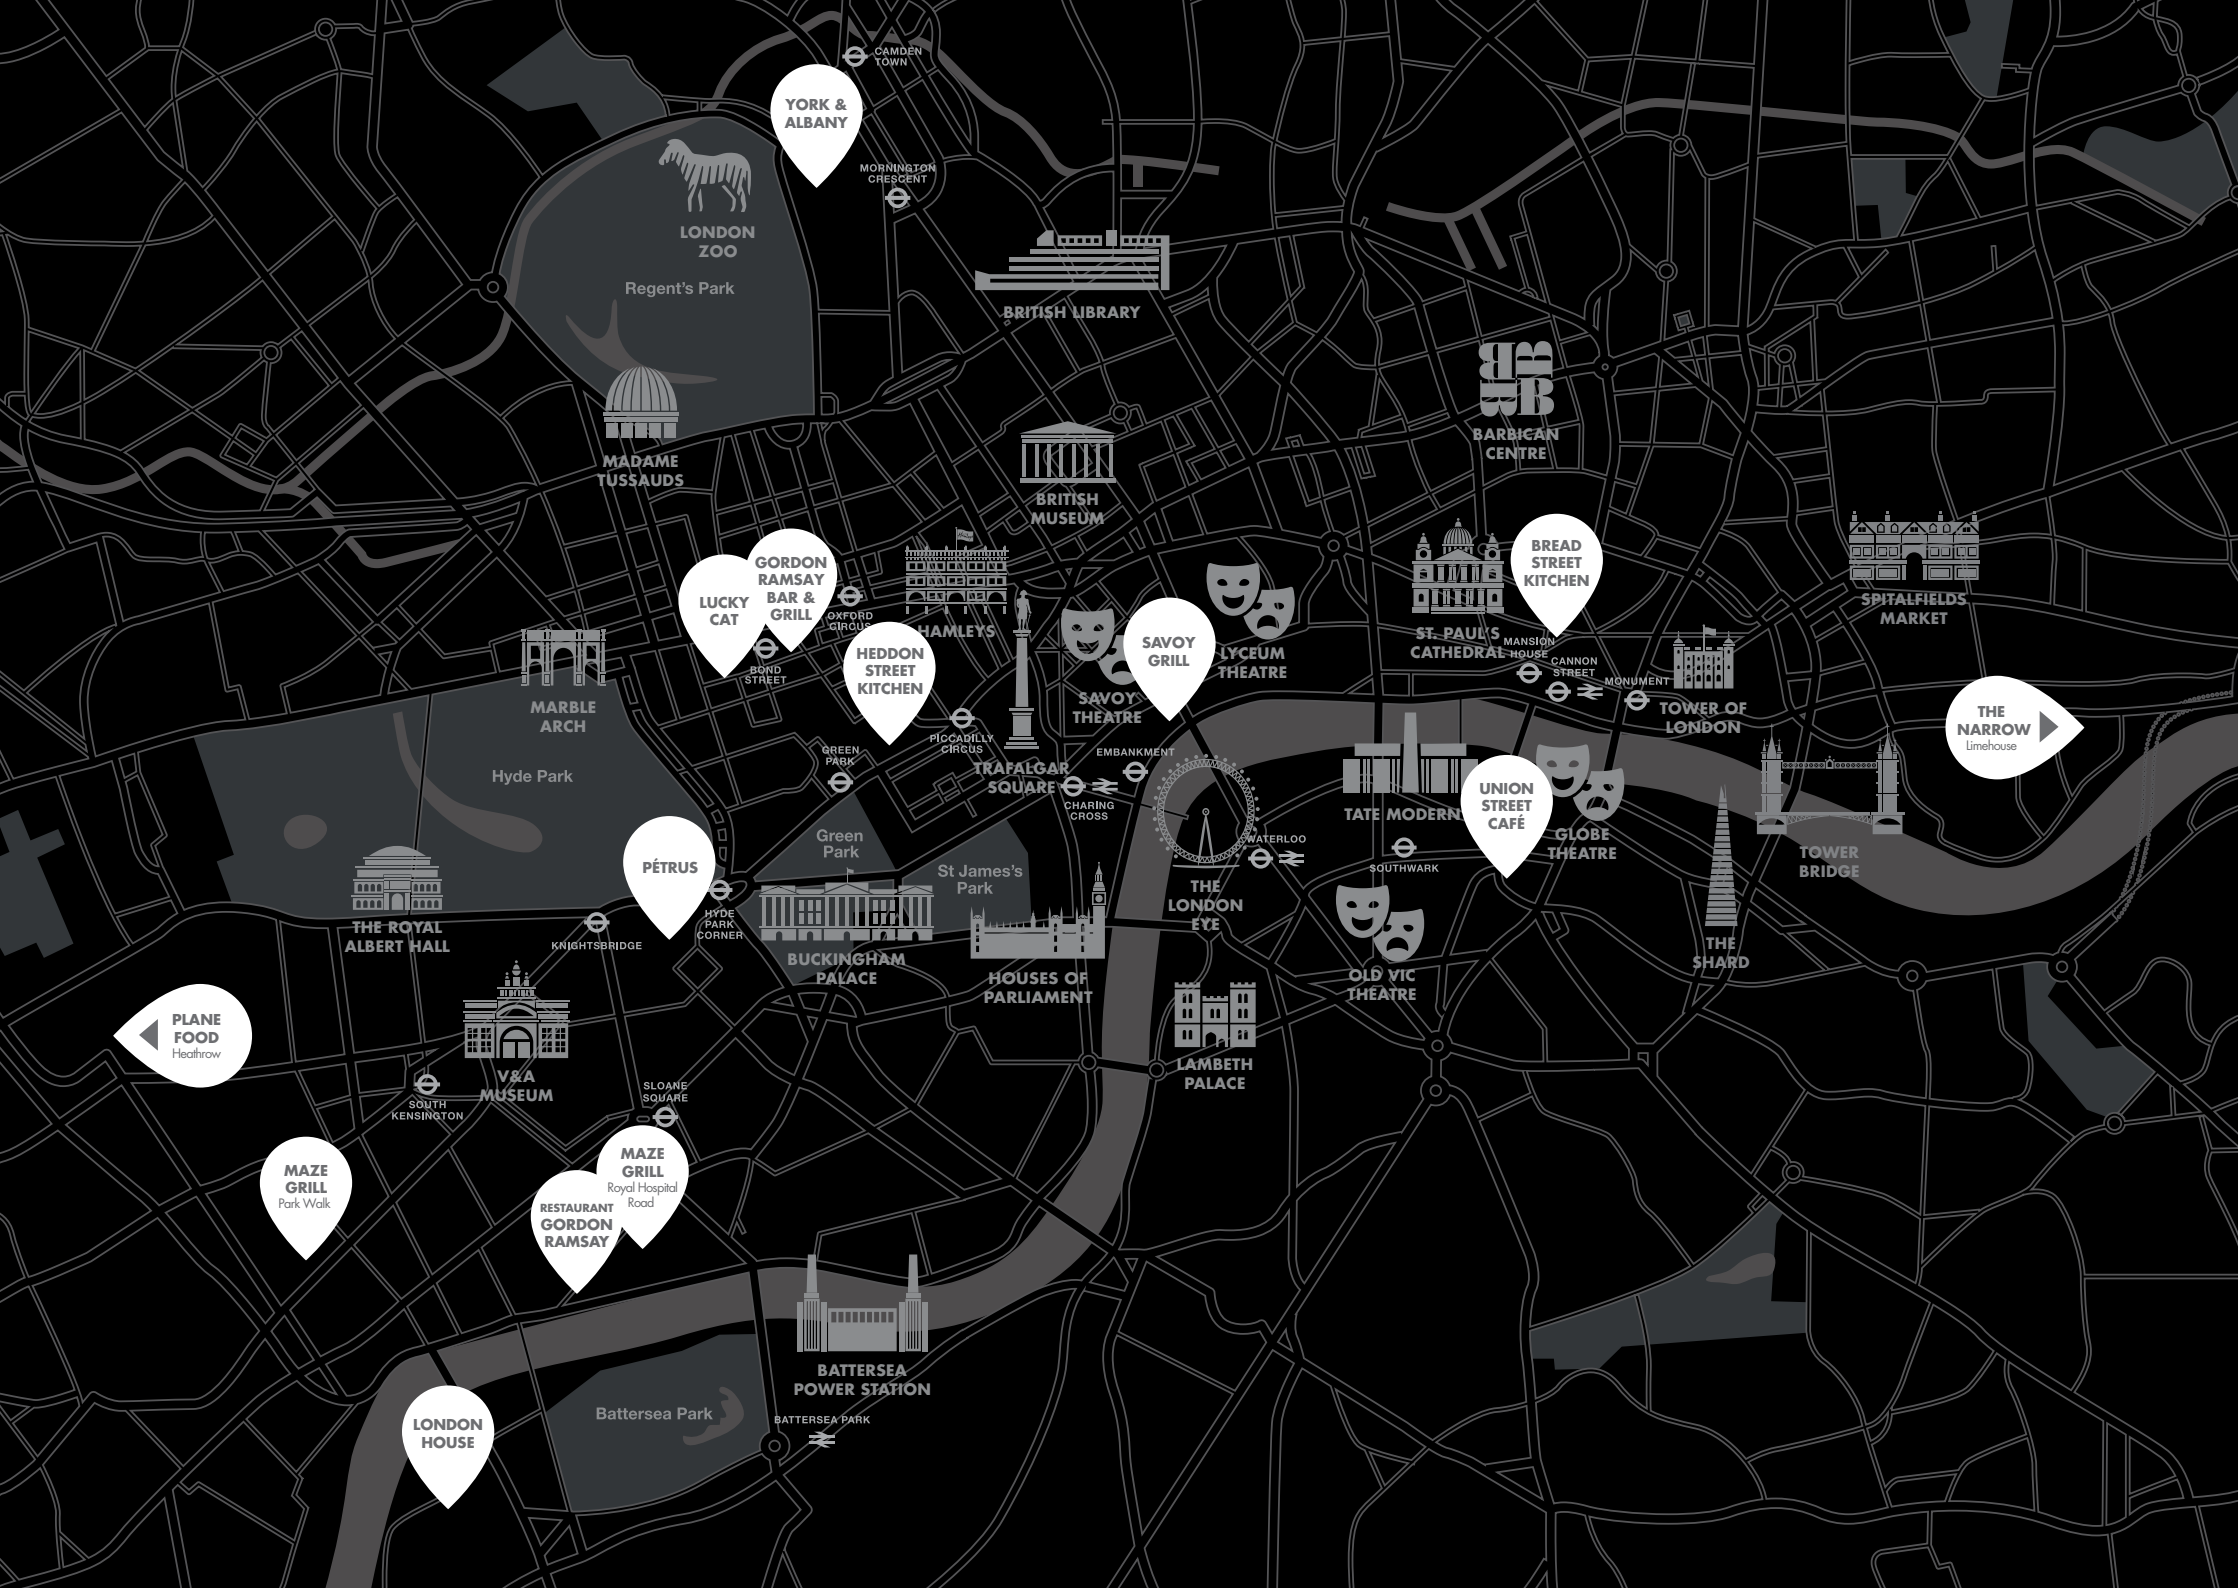 CAMDEN
TOWN
YORK &
ALBANY
MORNINGTON
CRESCENT
LONDON
ZOO
Regent's Park
BRITISH LIBRARY
MADAME
TUSSAUDS
BARBICAN
CENTRE
BRITISH
MUSEUM
LUCKY
CAT
GORDON
RAMSAY
BAR &
GRILL
OXFORD
CIRCUS
HAMLEYS
BOND
STREET
HEDDON
STREET
KITCHEN
SAVOY
GRILL
SAVOY
THEATRE
LYCEUM
THEATRE
ST. PAUL'S
CATHEDRAL
BREAD
STREET
KITCHEN
MANSION
HOUSE
CANNON
STREET
MONUMENT
SPITALFIELDS
MARKET
TOWER OF
LONDON
THE
NARROW
Limehouse
MARBLE
ARCH
Hyde Park
GREEN
PARK
PICCADILLY
CIRCUS
TRAFALGAR
SQUARE
CHARING
CROSS
EMBANKMENT
TATE MODERN
UNION
STREET
CAFÉ
GLOBE
THEATRE
TOWER
BRIDGE
Green
Park
St James's
Park
WATERLOO
SOUTHWARK
THE
LONDON
EYE
PÉTRUS
HYDE
PARK
CORNER
THE ROYAL
ALBERT HALL
KNIGHTSBRIDGE
BUCKINGHAM
PALACE
HOUSES OF
PARLIAMENT
OLD VIC
THEATRE
THE
SHARD
PLANE
FOOD
Heathrow
V&A
MUSEUM
SOUTH
KENSINGTON
SLOANE
SQUARE
LAMBETH
PALACE
MAZE
GRILL
Park Walk
MAZE
GRILL
Royal Hospital
Road
RESTAURANT
GORDON
RAMSAY
BATTERSEA
POWER STATION
Battersea Park
BATTERSEA PARK
LONDON
HOUSE